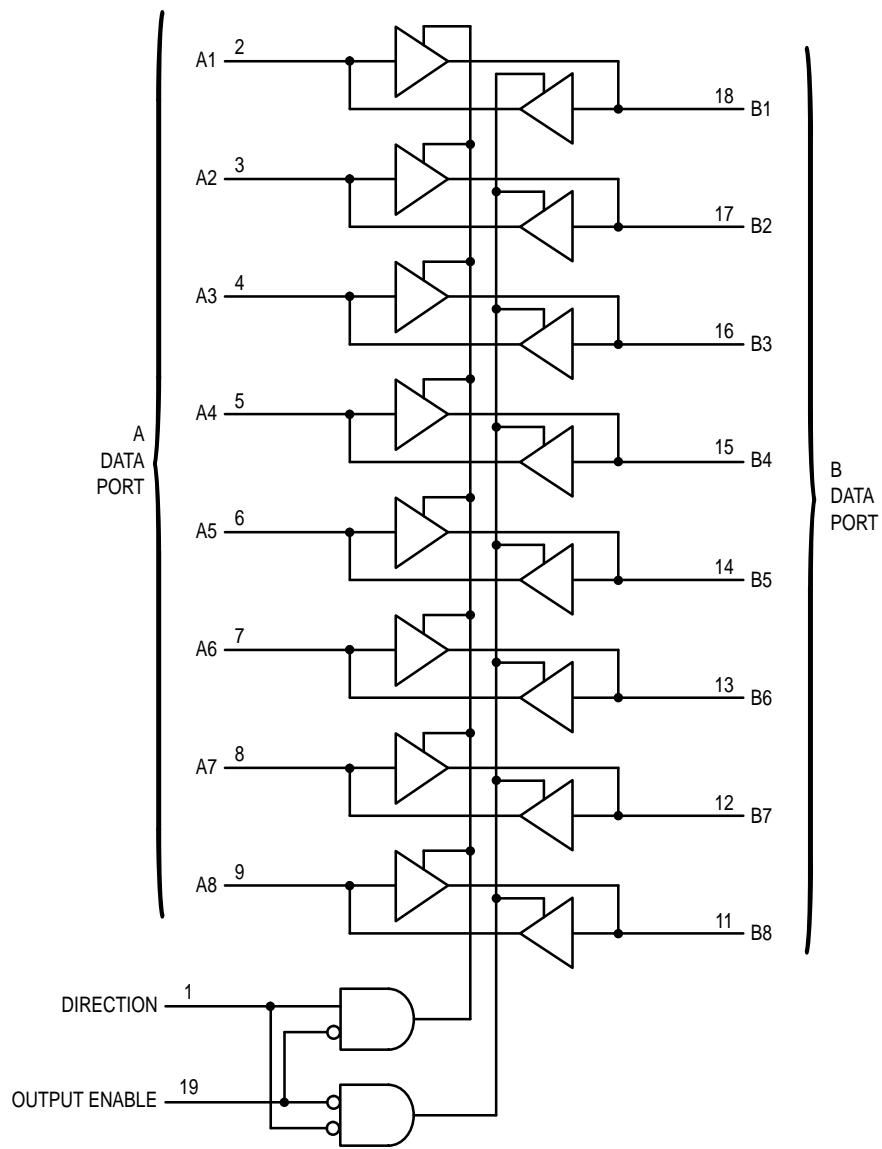 A1 2
18 B1
A2 3
17 B2
A3 4
16 B3
A4 5
15 B4
A
DATA
PORT
B
DATA
PORT
A5 6
14 B5
A6 7
13 B6
A7 8
12 B7
A8 9
11 B8
DIRECTION 1
OUTPUT ENABLE 19